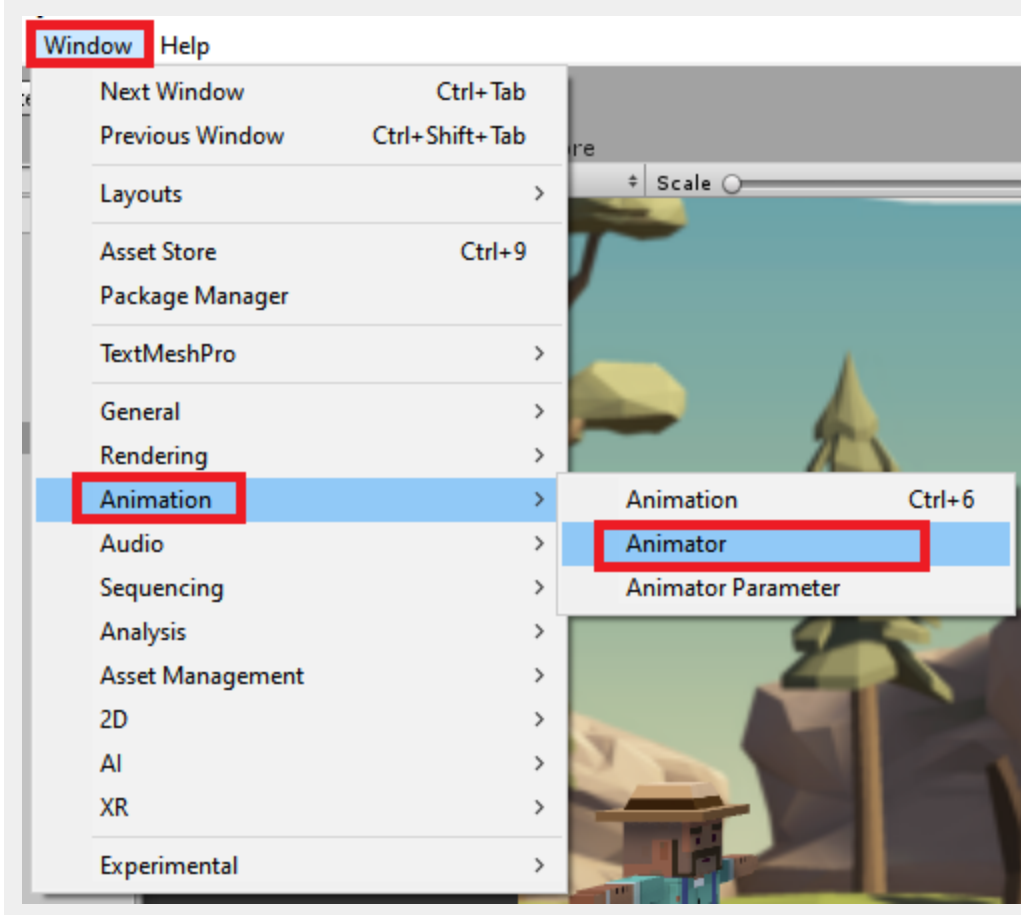 Window Help
Next Window Ctrl+Tab
Previous Window Ctrl+Shift+Tab
Layouts
Scale
Asset Store Ctrl+9
Package Manager
TextMeshPro
General
Rendering
Animation
Animation Ctrl+6
Audio
Animator
Sequencing
Animator Parameter
Analysis
Asset Management
2D
AI
XR
Experimental